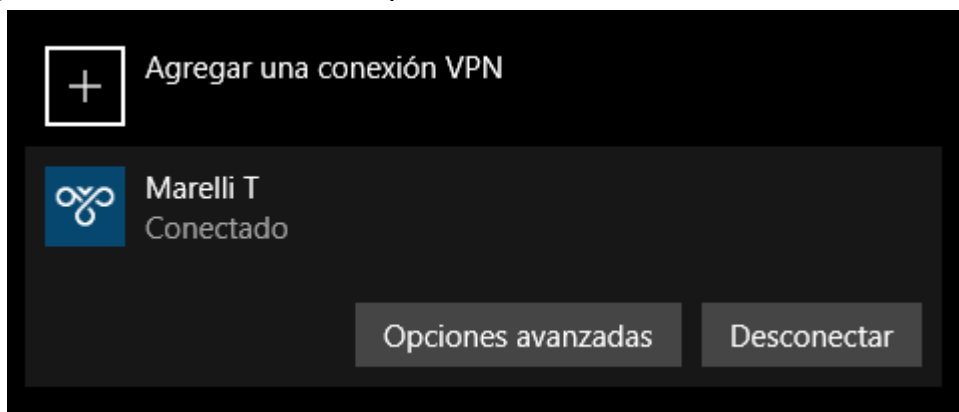 Agregar una conexión VPN
Marelli T
Conectado
Opciones avanzadas
Desconectar